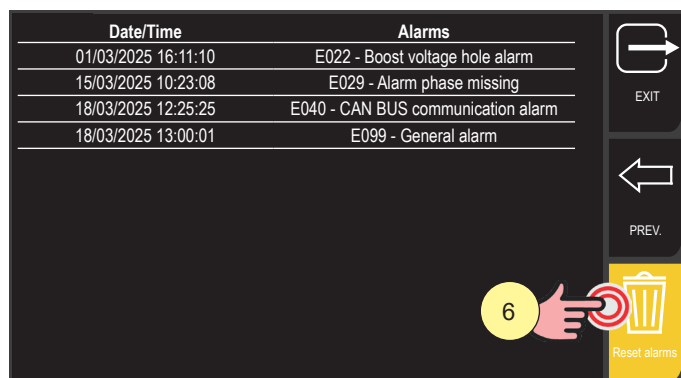 Date/Time Alarms
01/03/2025 16:11:10 E022 - Boost voltage hole alarm
15/03/2025 10:23:08 E029 - Alarm phase missing
18/03/2025 12:25:25 E040 - CAN BUS communication alarm
18/03/2025 13:00:01 E099 - General alarm
EXIT
PREV.
6
Reset alarms